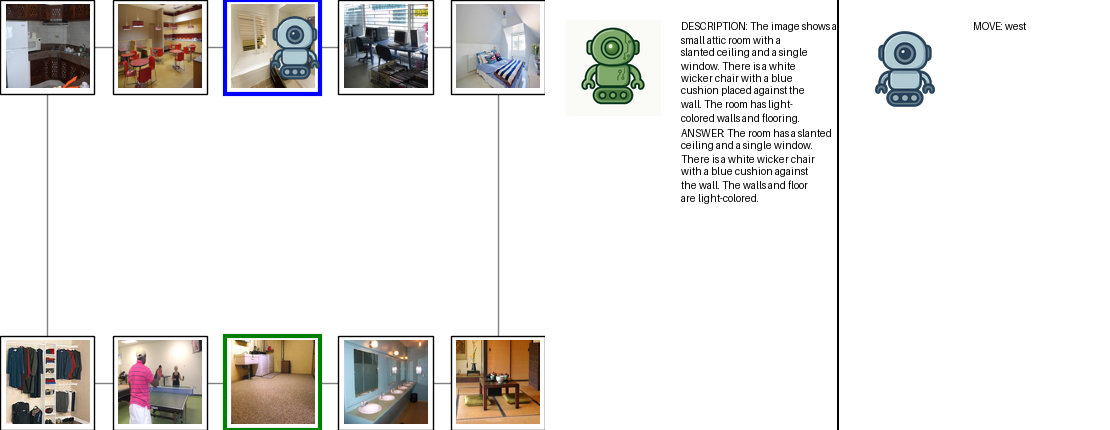 DESCRIPTION: The image shows a
small attic room with a
slanted ceiling and a single
window. There is a white
wicker chair with a blue
cushion placed against the
wall. The room has light-
colored walls and flooring.
ANSWER: The room has a slanted
ceiling and a single window.
There is a white wicker chair
with a blue cushion against
the wall. The walls and floor
are light-colored.
MOVE: west